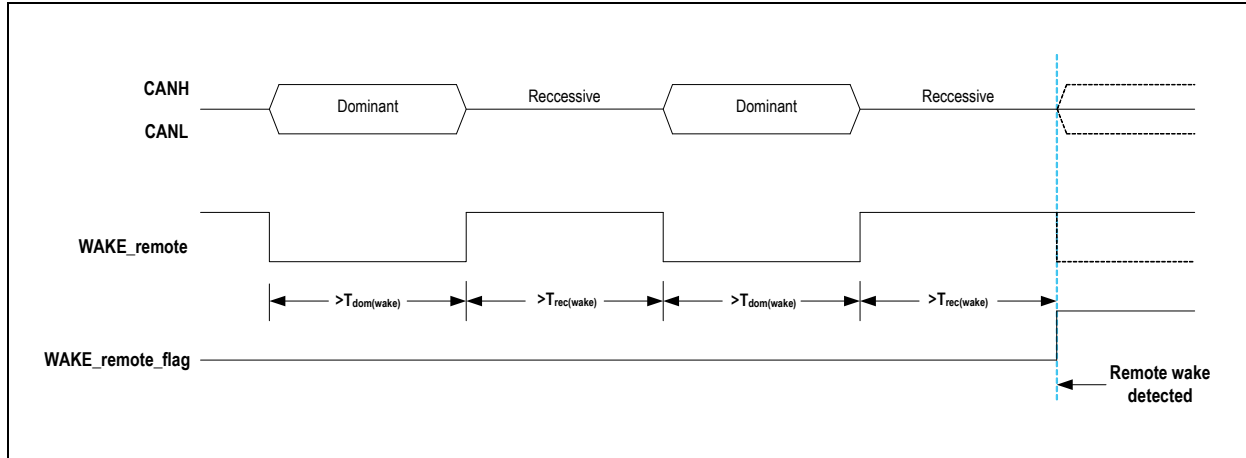 CANH
CANL
Dominant
Reccessive
Dominant
Reccessive
WAKE_remote
>Tdom(wake)
>Trec(wake)
>Tdom(wake)
>Trec(wake)
WAKE_remote_flag
Remote wake
detected